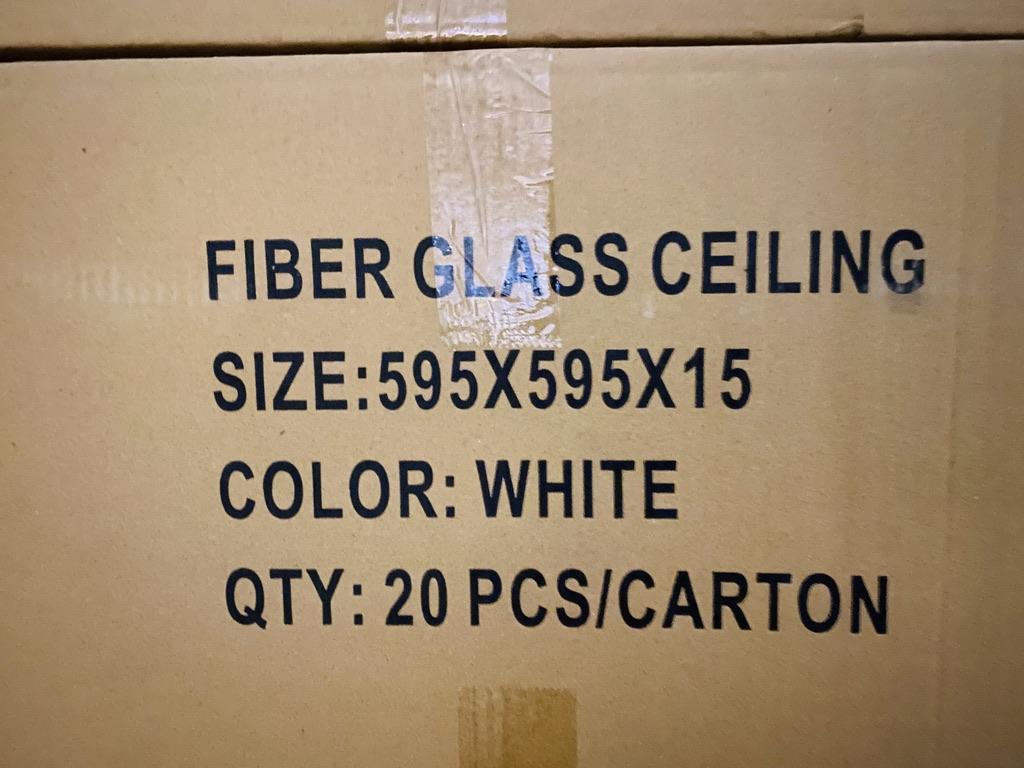 FIBER GLASS CEILING
SIZE:595X595X15
COLOR: WHITE
QTY: 20 PCS/CARTON